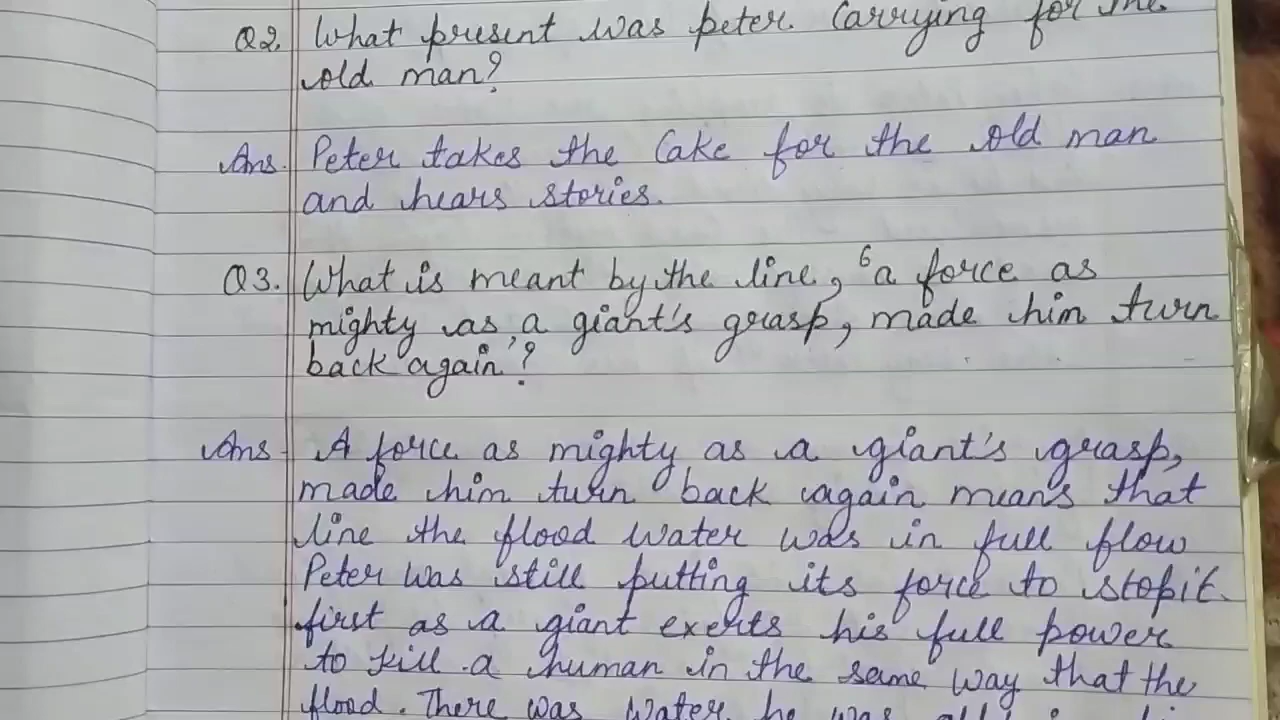 Q2. What present was peter carrying for the
old man?
Ans. Peter takes the Cake for the old man
and hears stories.
Q3. What is meant by the line, 6a force as
mighty as a giant's grasp, made him turn
back again'?
Ans A force as mighty as a giant's grasp,
made him turn back again means that
line the flood water was in full flow
Peter was still putting its force to stopit.
first as a giant exerts his full power
to kill a human in the same way that the
flood. There was water he was